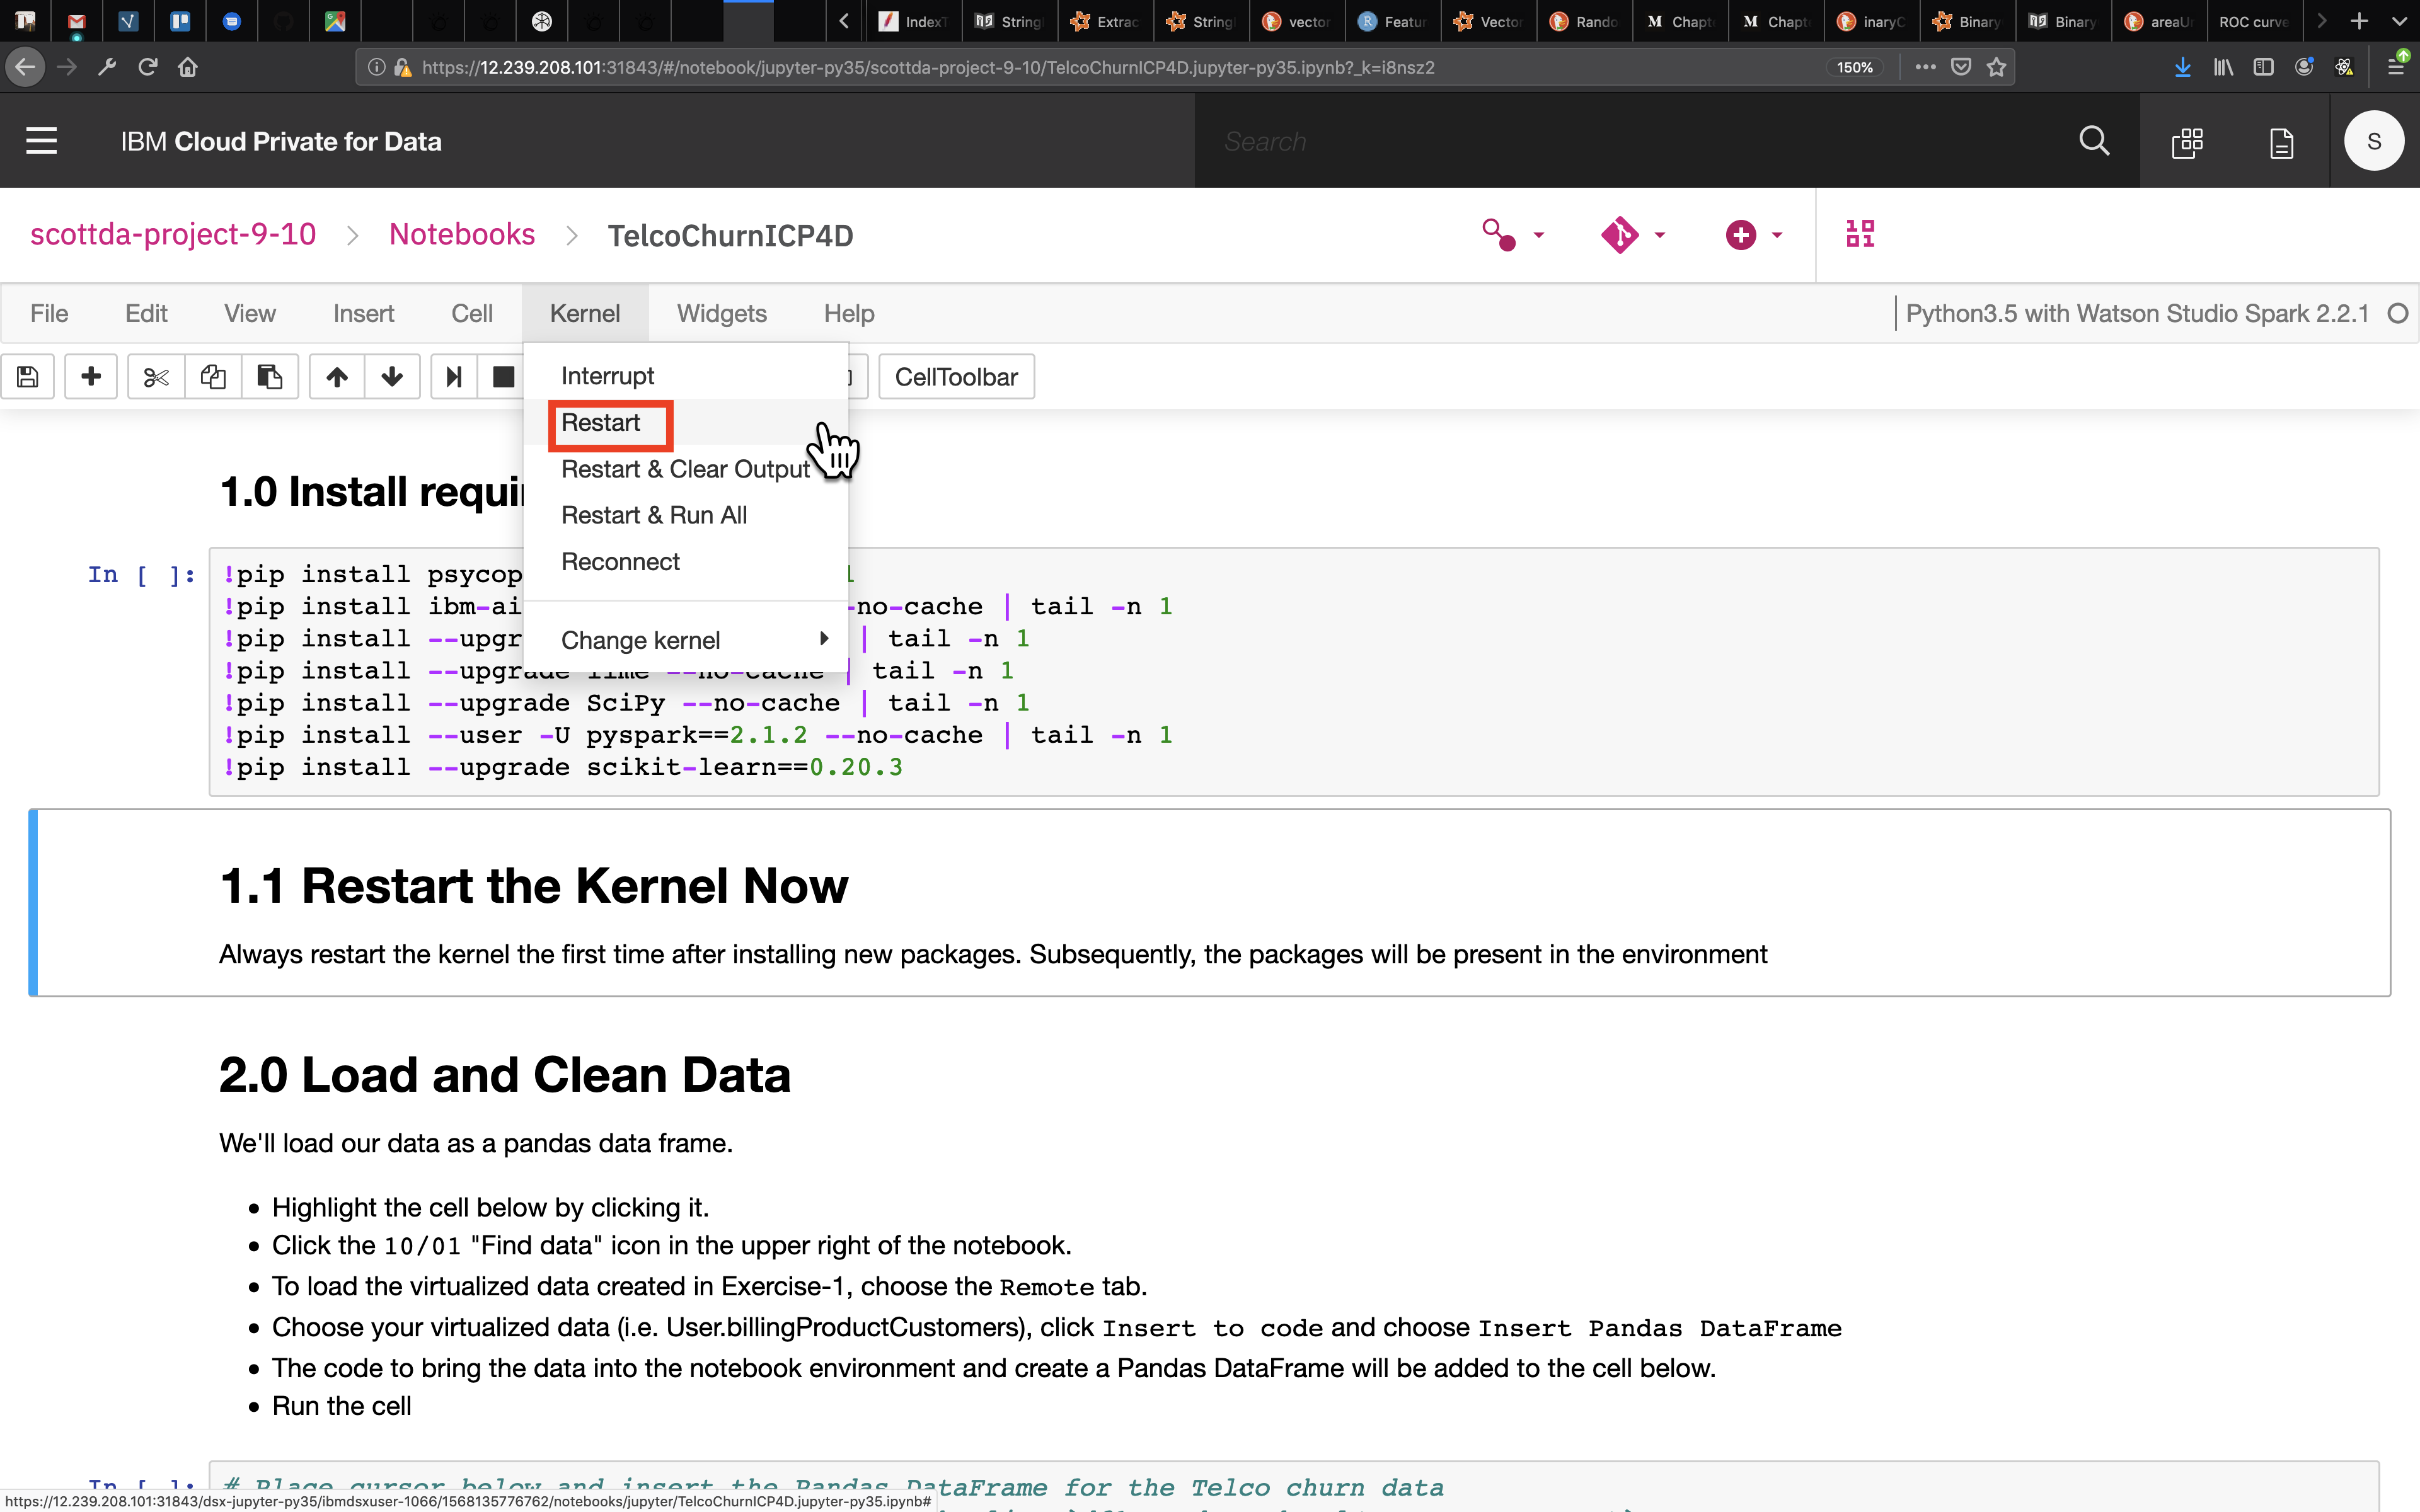 IndexT
String
Extrac
String
vector
Featur
Vector
Rando
Chapt
Chapt
inaryC
Binary
Binary
areaU
ROC curve
https://12.239.208.101:31843/#/notebook/jupyter-py35/scottda-project-9-10/TelcoChurnICP4D.jupyter-py35.ipynb?_k=i8nsz2
150%
IBM Cloud Private for Data
Search
S
scottda-project-9-10 > Notebooks > TelcoChurnICP4D
File Edit View Insert Cell Kernel Widgets Help
Python3.5 with Watson Studio Spark 2.2.1
CellToolbar
Interrupt
Restart
Restart & Clear Output
Restart & Run All
Reconnect
Change kernel
1.0 Install requi
In [ ]:
!pip install psycop
!pip install ibm-ai -no-cache | tail -n 1
!pip install --upgr | tail -n 1
!pip install --upgrade --no-cache | tail -n 1
!pip install --upgrade SciPy --no-cache | tail -n 1
!pip install --user -U pyspark==2.1.2 --no-cache | tail -n 1
!pip install --upgrade scikit-learn==0.20.3
1.1 Restart the Kernel Now
Always restart the kernel the first time after installing new packages. Subsequently, the packages will be present in the environment
2.0 Load and Clean Data
We'll load our data as a pandas data frame.
• Highlight the cell below by clicking it.
• Click the 10/01 "Find data" icon in the upper right of the notebook.
• To load the virtualized data created in Exercise-1, choose the Remote tab.
• Choose your virtualized data (i.e. User.billingProductCustomers), click Insert to code and choose Insert Pandas DataFrame
• The code to bring the data into the notebook environment and create a Pandas DataFrame will be added to the cell below.
• Run the cell
In [ ]:
# Place cursor below and insert the Pandas DataFrame for the Telco churn data
https://12.239.208.101:31843/dsx-jupyter-py35/ibmdsxuser-1066/1568135776762/notebooks/jupyter/TelcoChurnICP4D.jupyter-py35.ipynb#